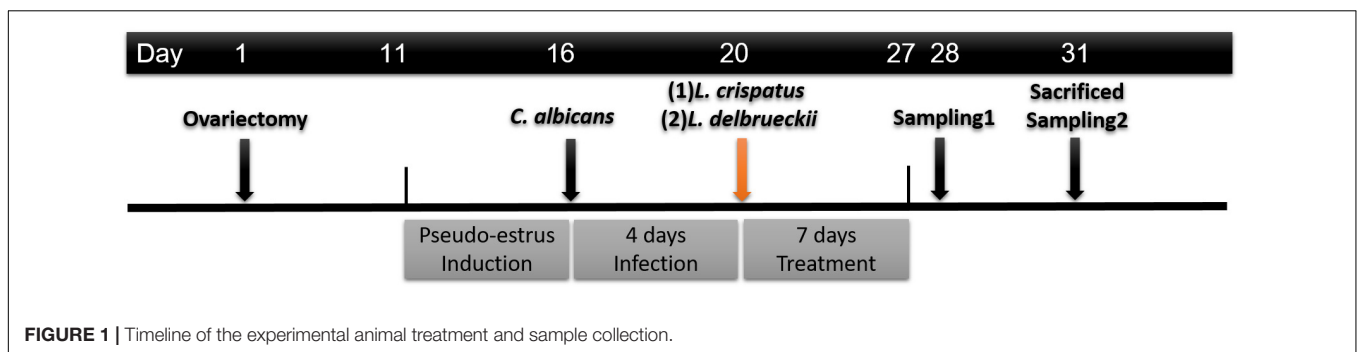 Day 1 11 16 20 27 28 31
Ovariectomy
C. albicans
(1)L. crispatus
(2)L. delbrueckii
Sampling1
Sacrificed
Sampling2
Pseudo-estrus
Induction
4 days
Infection
7 days
Treatment
FIGURE 1 | Timeline of the experimental animal treatment and sample collection.